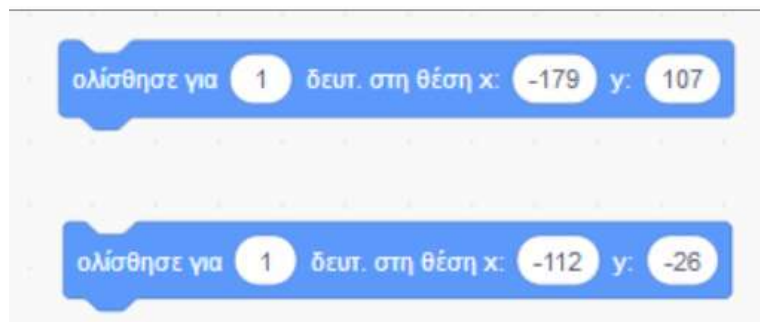 ολίσθησε για 1 δευτ. στη θέση x: -179 y: 107
ολίσθησε για 1 δευτ. στη θέση x: -112 y: -26